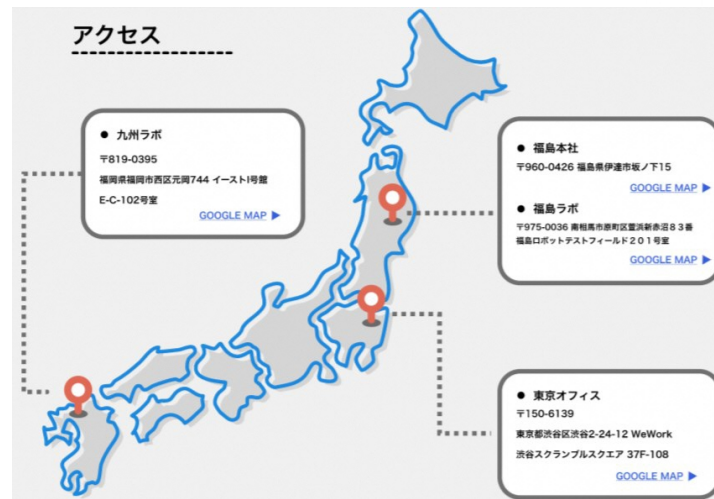 アクセス
● 九州ラボ
〒819-0395
福岡県福岡市西区元岡744 イーストI号館
E-C-102号室
GOOGLE MAP ▶
● 福島本社
〒960-0426 福島県伊達市坂ノ下15
GOOGLE MAP ▶
● 福島ラボ
〒975-0036 南相馬市原町区萱浜新赤沼８３番
福島ロボットテストフィールド２０１号室
GOOGLE MAP ▶
● 東京オフィス
〒150-6139
東京都渋谷区渋谷2-24-12 WeWork
渋谷スクランブルスクエア 37F-108
GOOGLE MAP ▶